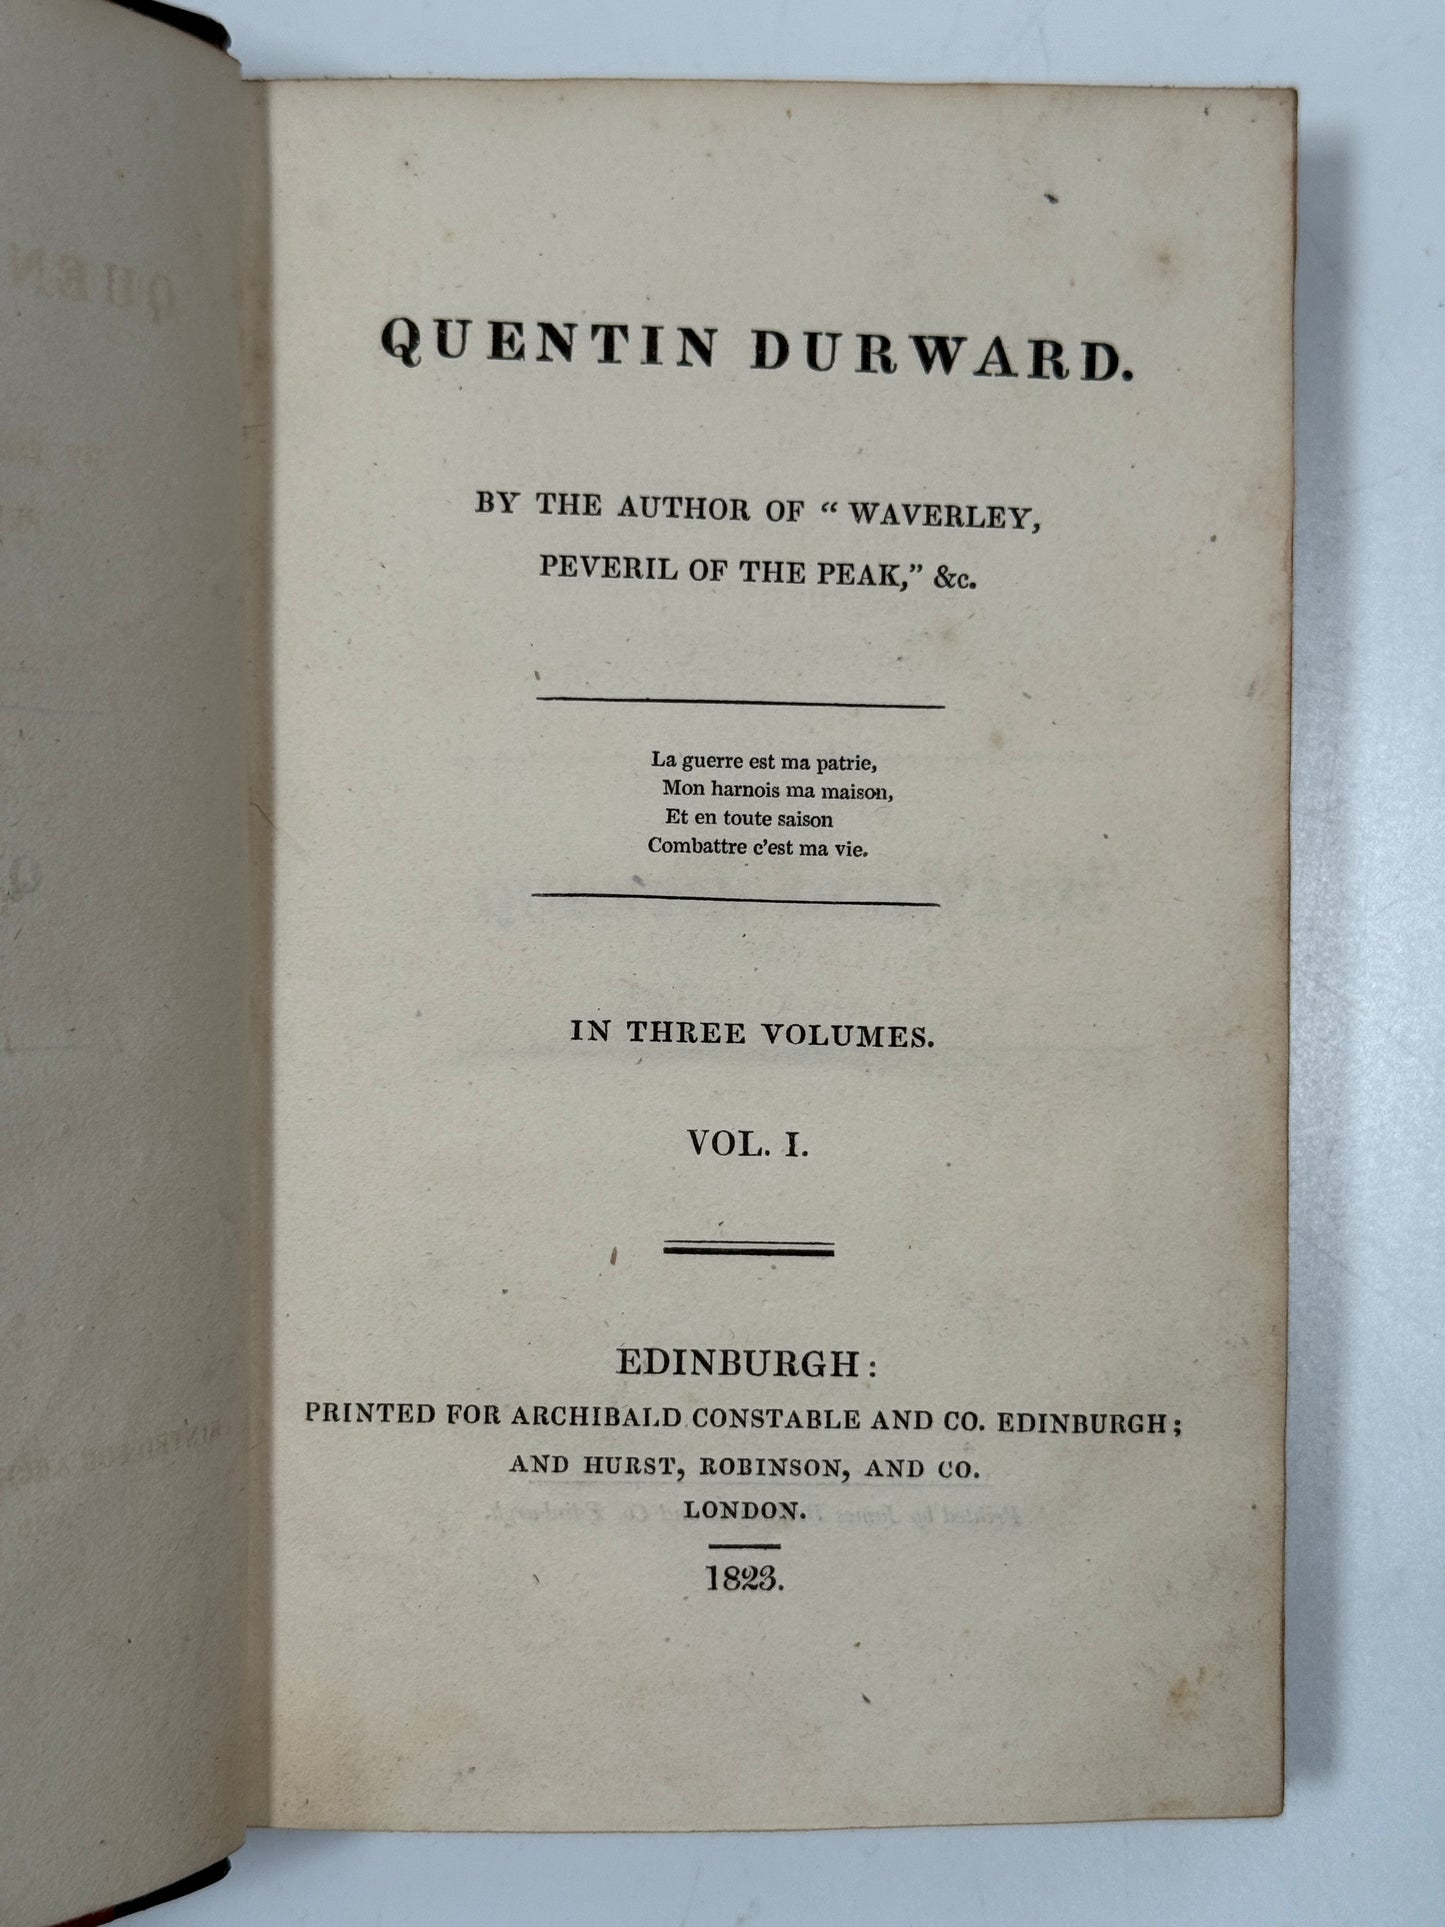 QUENTIN DURWARD.
BY THE AUTHOR OF “ WAVERLEY,
PEVERIL OF THE PEAK,” &c.
La guerre est ma patrie,
Mon harnois ma maison,
Et en toute saison
Combattre c’est ma vie.
IN THREE VOLUMES.
VOL. I.
EDINBURGH:
PRINTED FOR ARCHIBALD CONSTABLE AND CO. EDINBURGH;
AND HURST, ROBINSON, AND CO.
LONDON.
1823.